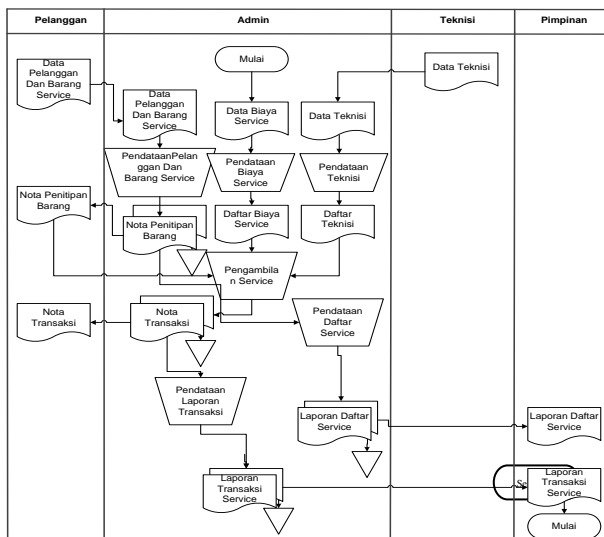 Pelanggan
Admin
Teknisi
Pimpinan
Data
Pelanggan
Dan Barang
Service
Data
Pelanggan
Dan Barang
Service
Mulai
Data Biaya
Service
Data Teknisi
Data Teknisi
PendataanPelan
ggan Dan
Barang Service
Pendataan
Biaya
Service
Pendataan
Teknisi
Nota Penitipan
Barang
Nota Penitipan
Barang
Daftar Biaya
Service
Daftar
Teknisi
Pengambila
n Service
Nota
Transaksi
Nota
Transaksi
Pendataan
Daftar
Service
Pendataan
Laporan
Transaksi
Laporan Daftar
Service
Laporan Daftar
Service
Laporan
Transaksi
Service
Laporan
Transaksi
Service
Mulai